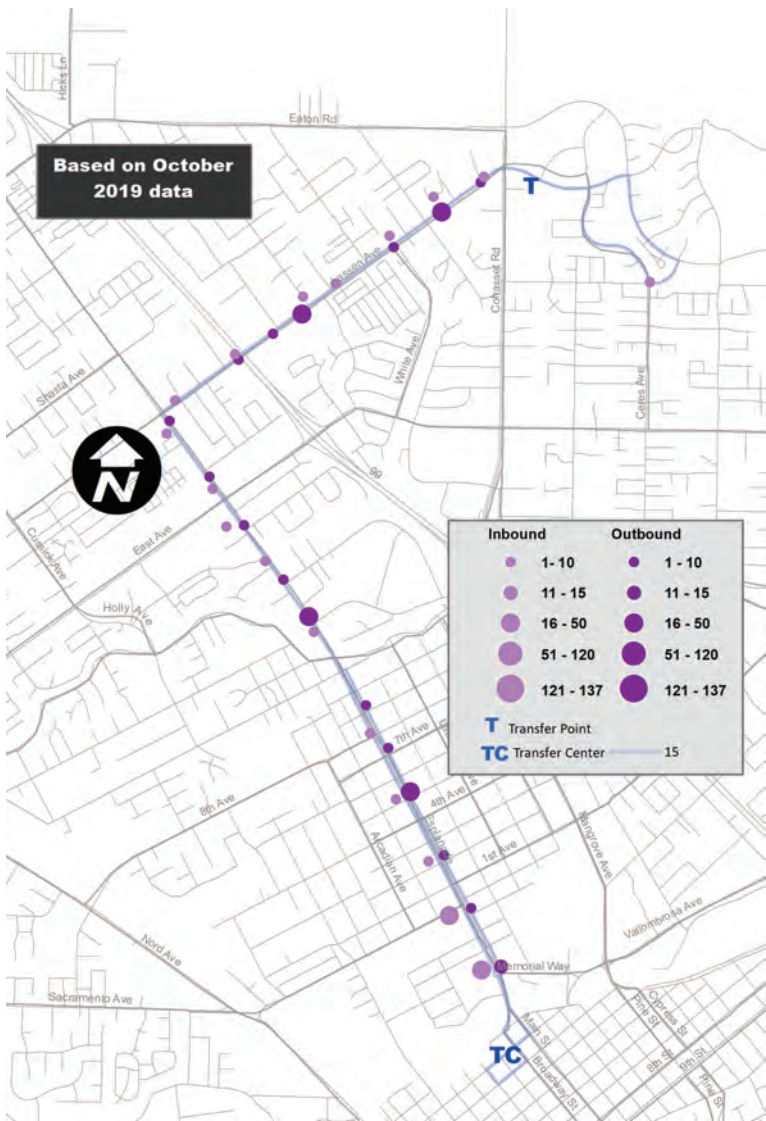 Hicks Ln
Eaton Rd
Based on October
2019 data
T
Lassen Ave
Cohasset Rd
White Ave
Ceres Ave
Shasta Ave
N
99
Cussick Ave
East Ave
Holly Ave
Inbound Outbound
1- 10 1 - 10
11 - 15 11 - 15
16 - 50 16 - 50
51 - 120 51 - 120
121 - 137 121 - 137
T Transfer Point
TC Transfer Center 15
7th Ave
8th Ave
4th Ave
Esplanade
Arcadian Ave
1st Ave
Mangrove Ave
Vallombrosa Ave
Nord Ave
Memorial Way
Sacramento Ave
Cypress St
Pine St
Main St
TC
Broadway St
8th St
9th St
Pine St